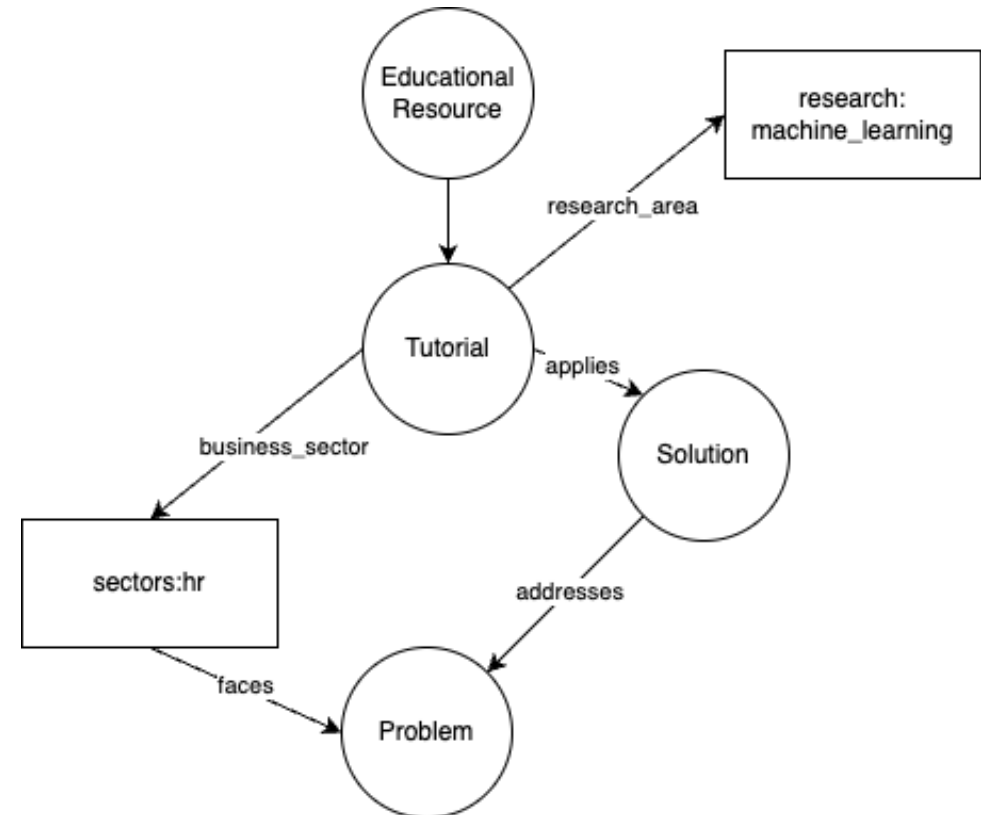 Educational
Resource
research:
machine_learning
research_area
Tutorial
applies
business_sector
Solution
sectors:hr
addresses
faces
Problem